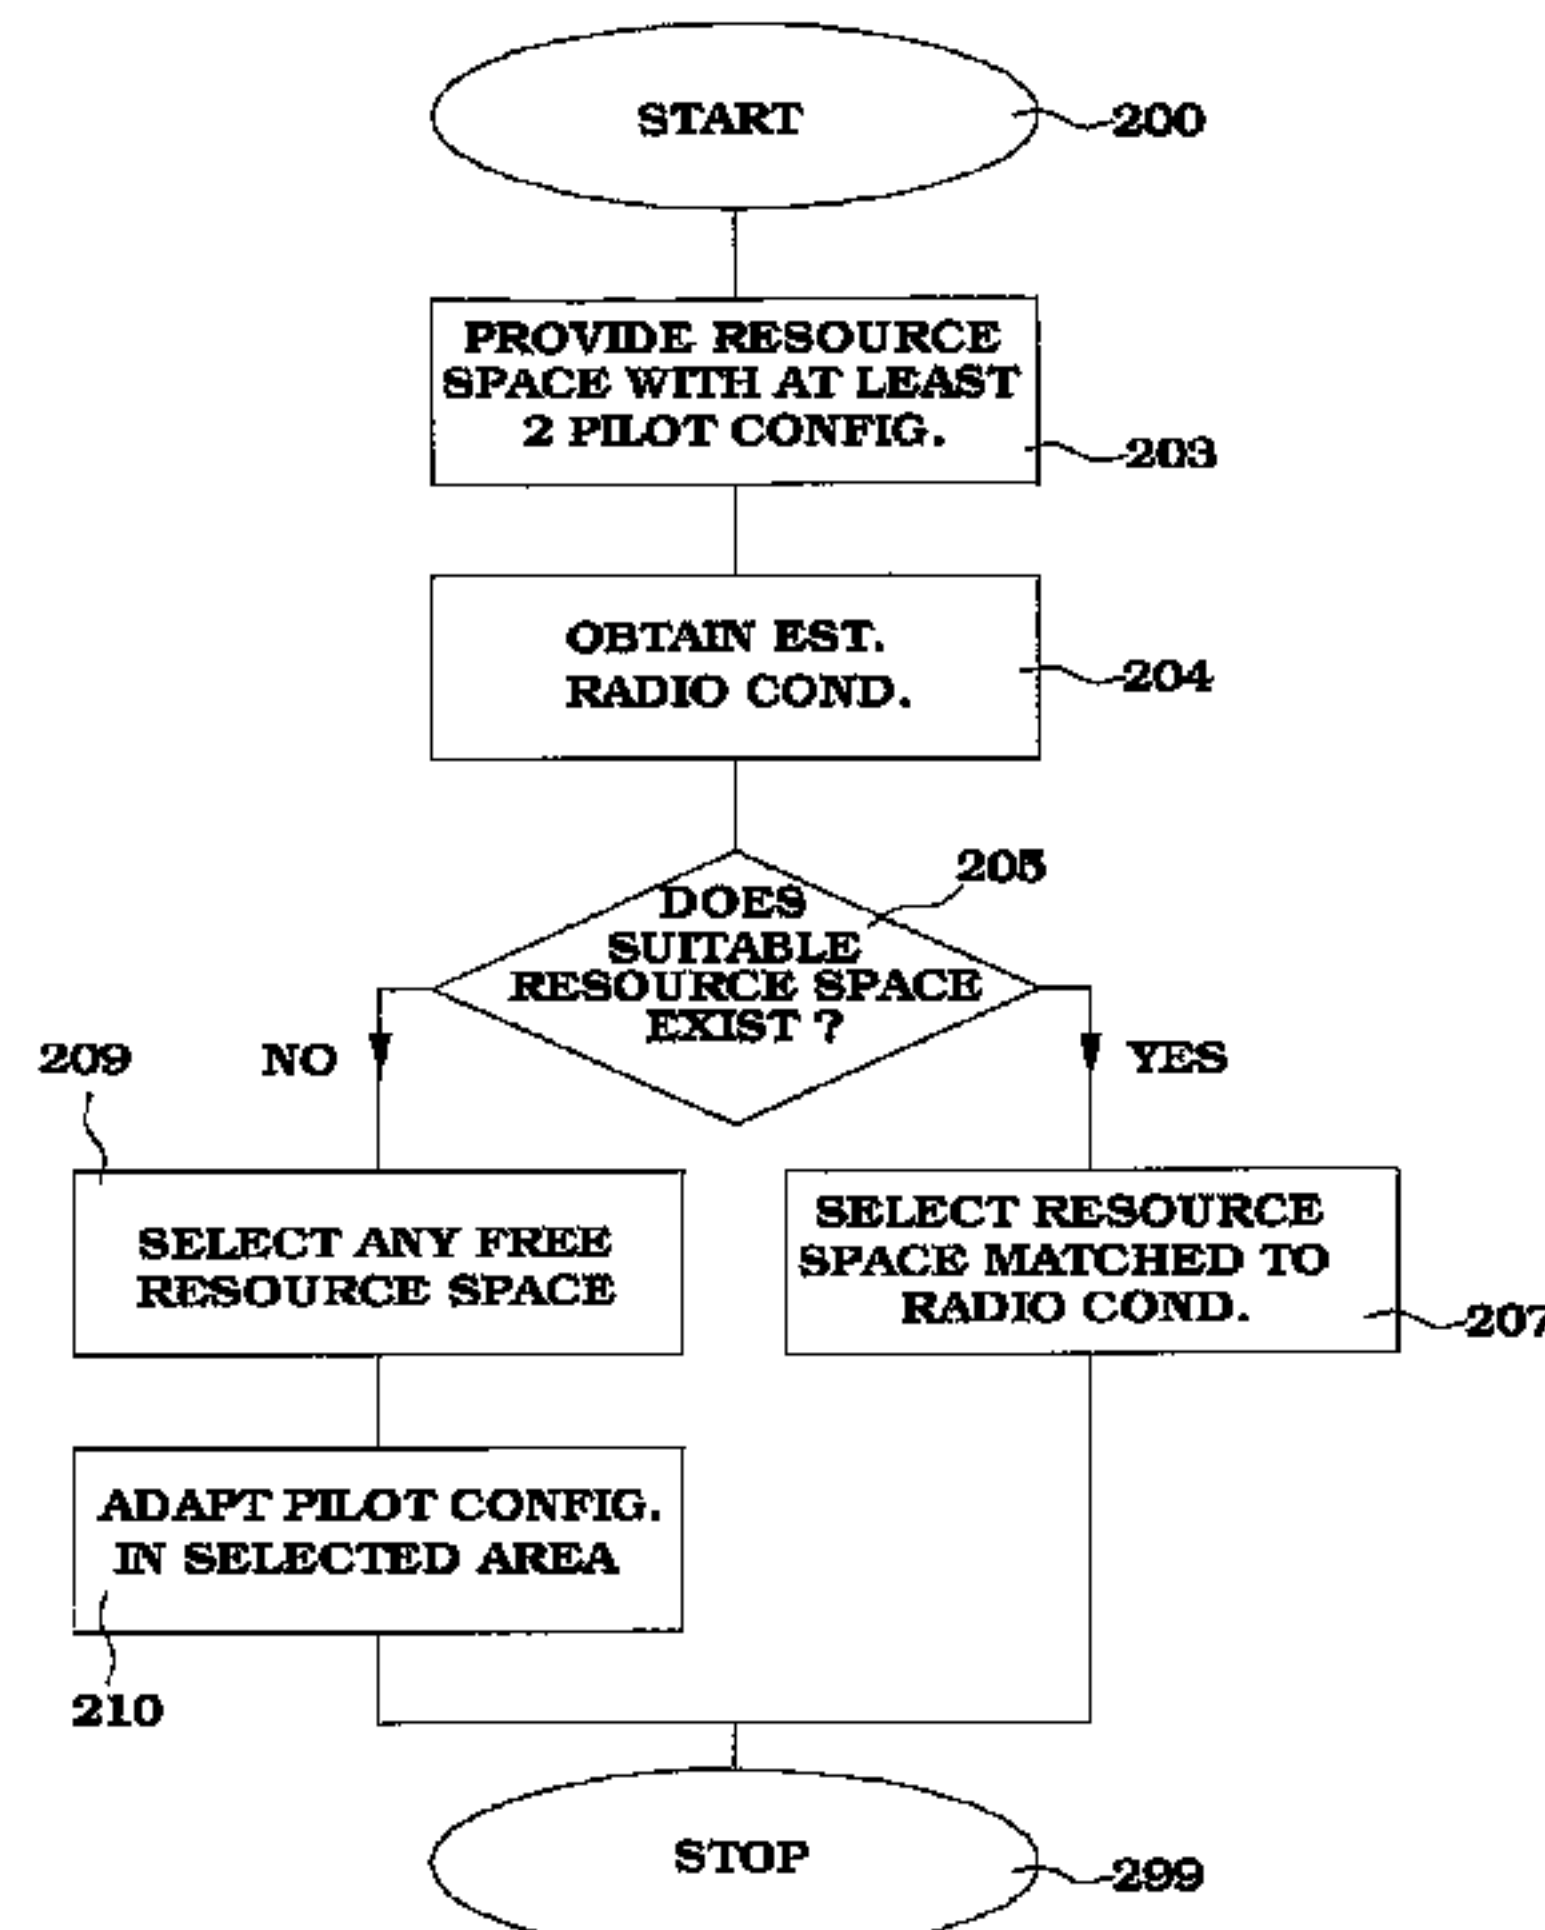 START
200
PROVIDE RESOURCE
SPACE WITH AT LEAST
2 PILOT CONFIG.
203
OBTAIN EST.
RADIO COND.
204
205
DOES
SUITABLE
RESOURCE SPACE
EXIST ?
209
NO
YES
SELECT ANY FREE
RESOURCE SPACE
SELECT RESOURCE
SPACE MATCHED TO
RADIO COND.
207
ADAPT PILOT CONFIG.
IN SELECTED AREA
210
STOP
299